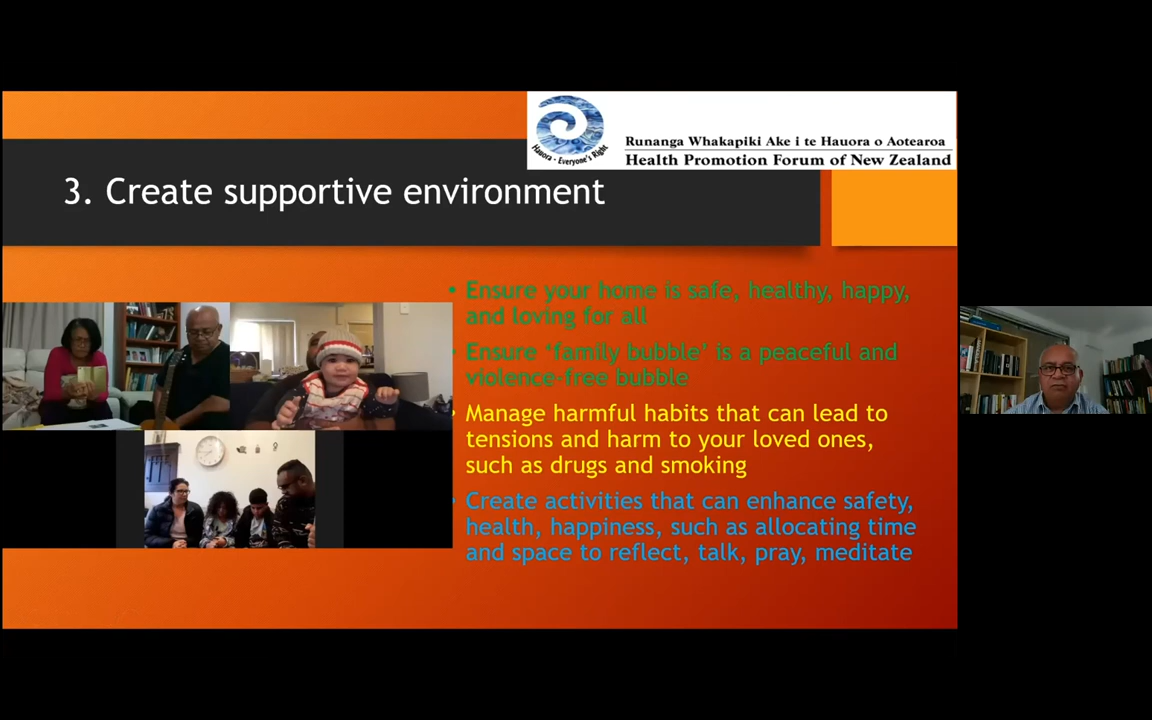 Hauora - Everyone's Right
Runanga Whakapiki Ake i te Hauora o Aotearoa
Health Promotion Forum of New Zealand
3. Create supportive environment
• Ensure your home is safe, healthy, happy,
and loving for all
• Ensure ‘family bubble’ is a peaceful and
violence-free bubble
• Manage harmful habits that can lead to
tensions and harm to your loved ones,
such as drugs and smoking
• Create activities that can enhance safety,
health, happiness, such as allocating time
and space to reflect, talk, pray, meditate